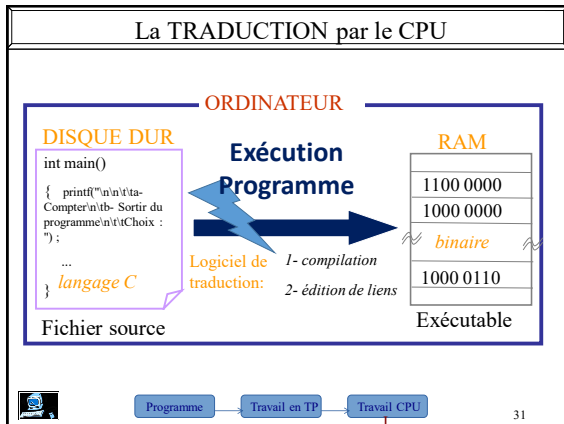 La TRADUCTION par le CPU
ORDINATEUR
DISQUE DUR
int main()
{ printf("\n\n\t\ta-
Compter\n\tb- Sortir du
programme\n\t\tChoix :
") ;
...
langage C
}
Fichier source
Exécution
Programme
Logiciel de
traduction:
1- compilation
2- édition de liens
RAM
1100 0000
1000 0000
binaire
1000 0110
Exécutable
Programme
Travail en TP
Travail CPU
31